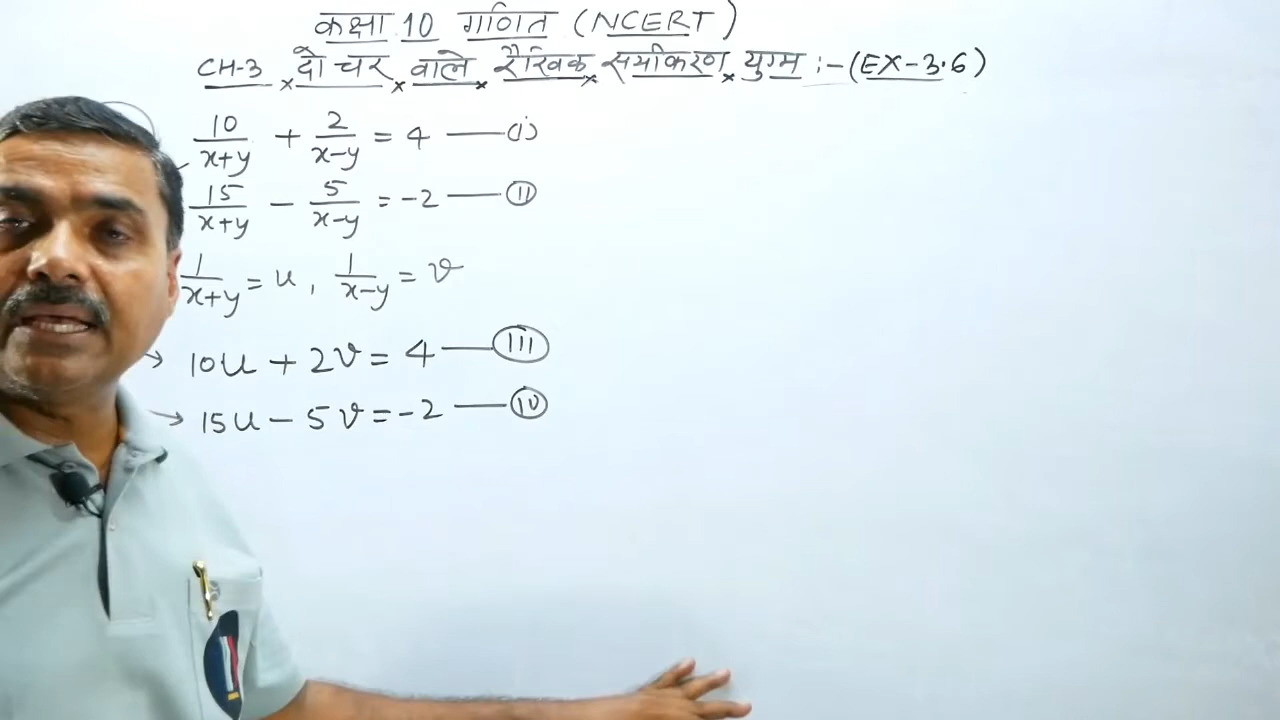 कक्षा 10 गणित (NCERT)
CH-3 × दो चर × वाले × रैखिक × समीकरण × युग्म :- (EX-3.6)
10/(x+y) + 2/(x-y) = 4 —— (i)
15/(x+y) - 5/(x-y) = -2 —— (ii)
1/(x+y) = u, 1/(x-y) = v
→ 10u + 2v = 4 —— (iii)
→ 15u - 5v = -2 —— (iv)